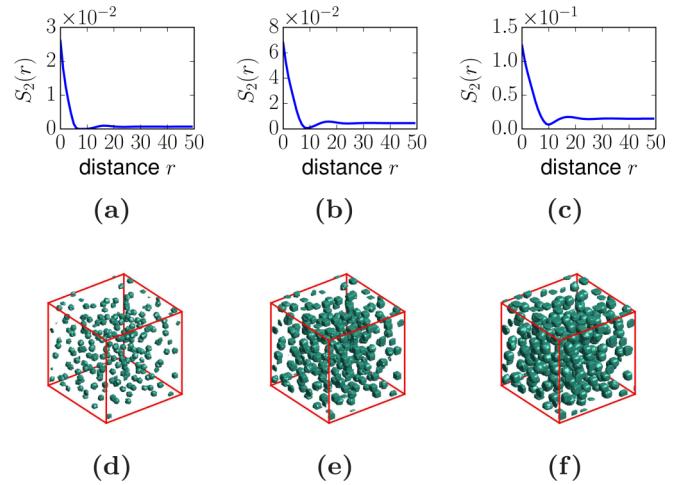 ×10⁻² ×10⁻² ×10⁻¹
S₂(r) 3 2 1 0 S₂(r) 8 6 4 2 0 S₂(r) 1.5 1.0 0.5 0.0
0 10 20 30 40 50 0 10 20 30 40 50 0 10 20 30 40 50
distance r distance r distance r
(a) (b) (c)
(d) (e) (f)